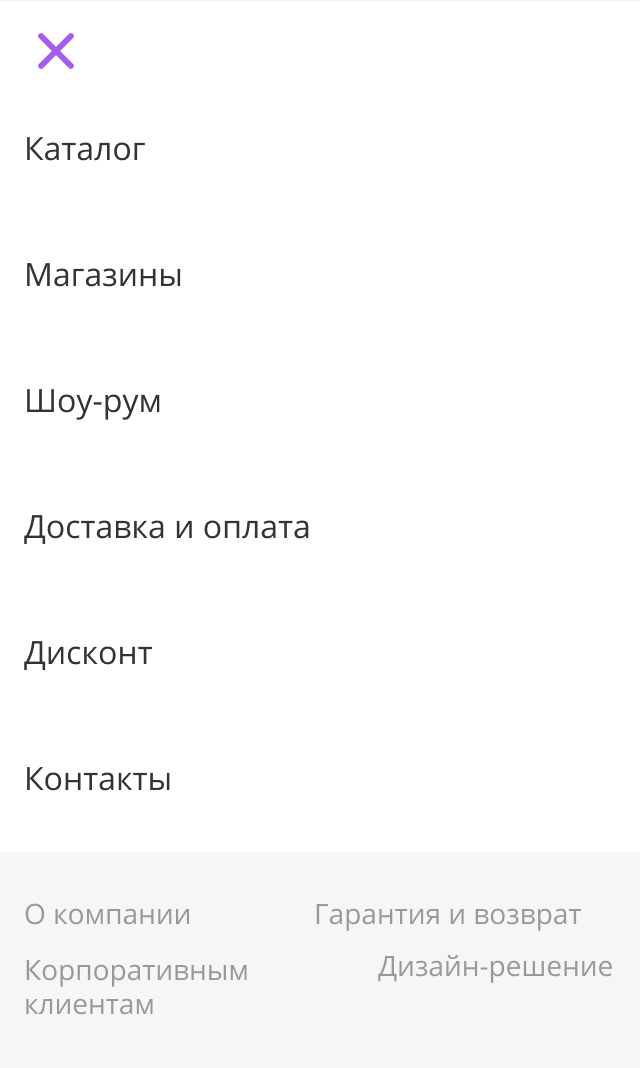 Каталог
Магазины
Шоу-рум
Доставка и оплата
Дисконт
Контакты
О компании
Гарантия и возврат
Корпоративным
клиентам
Дизайн-решение